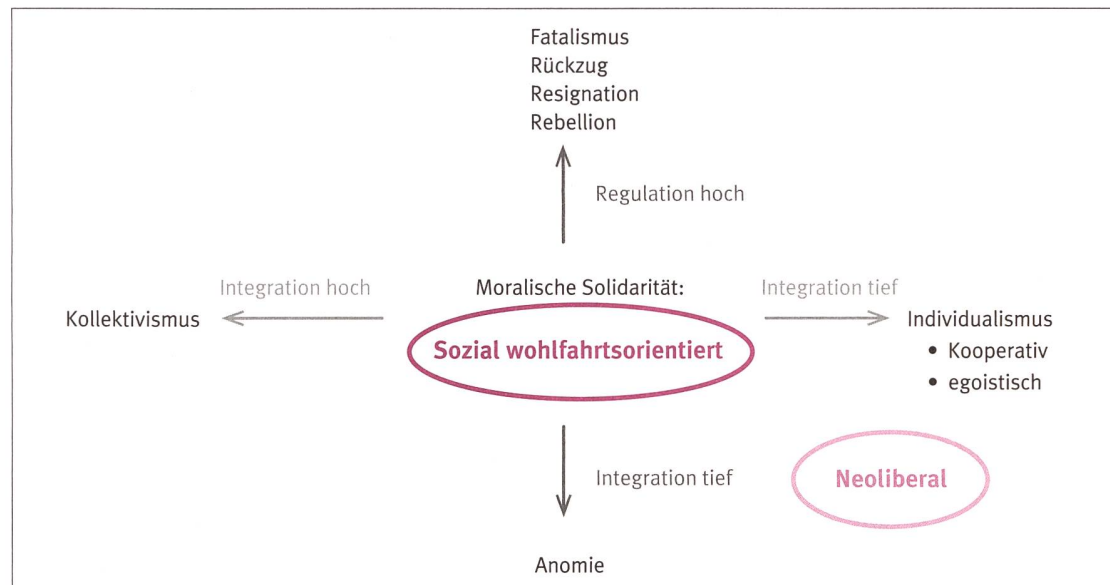 Fatalismus
Rückzug
Resignation
Rebellion
Regulation hoch
Integration hoch
Moralische Solidarität:
Integration tief
Kollektivismus
Sozial wohlfahrtsorientiert
Individualismus
• Kooperativ
• egoistisch
Integration tief
Neoliberal
Anomie